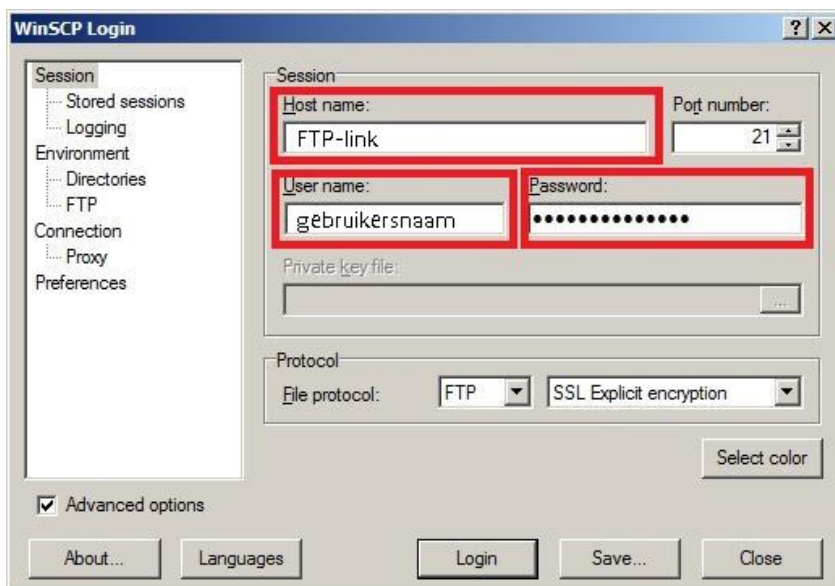 WinSCP Login
Session
Stored sessions
Logging
Environment
Directories
FTP
Connection
Proxy
Preferences
Session
Host name:
Port number:
FTP-link
21
User name:
Password:
gebruikersnaam
••••••••••••••
Private key file:
...
Protocol
File protocol:
FTP
SSL Explicit encryption
Select color
Advanced options
About...
Languages
Login
Save...
Close